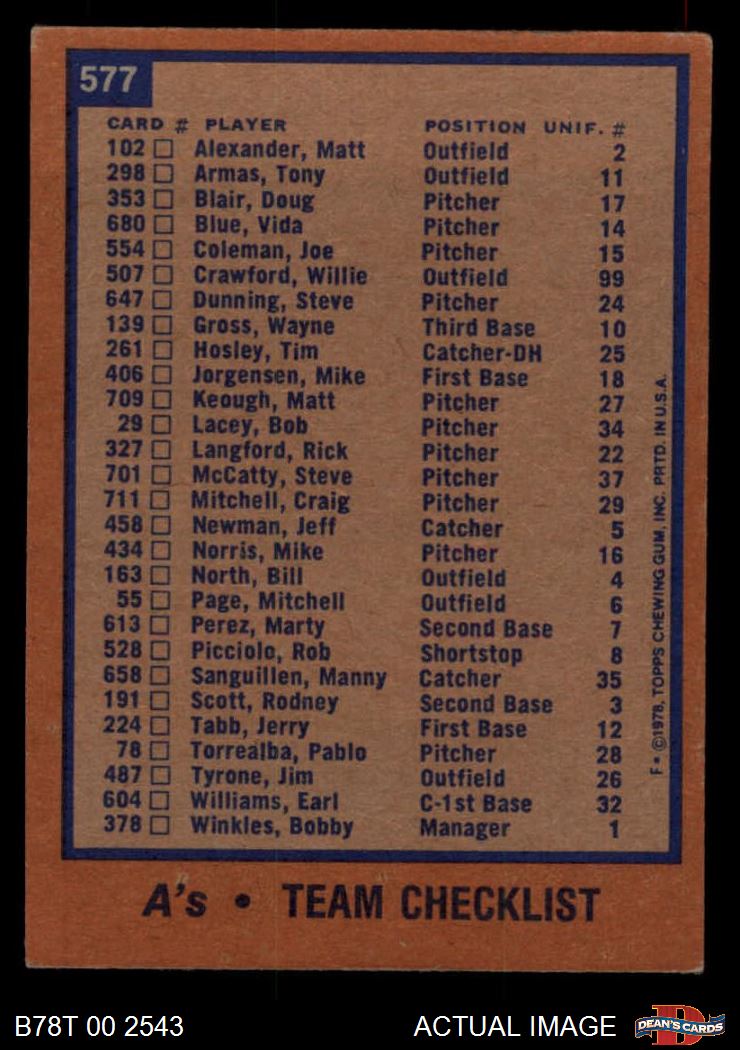 577
CARD # PLAYER POSITION UNIF. #
102 □ Alexander, Matt Outfield 2
298 □ Armas, Tony Outfield 11
353 □ Blair, Doug Pitcher 17
680 □ Blue, Vida Pitcher 14
554 □ Coleman, Joe Pitcher 15
507 □ Crawford, Willie Outfield 99
647 □ Dunning, Steve Pitcher 24
139 □ Gross, Wayne Third Base 10
261 □ Hosley, Tim Catcher-DH 25
406 □ Jorgensen, Mike First Base 18
709 □ Keough, Matt Pitcher 27
29 □ Lacey, Bob Pitcher 34
327 □ Langford, Rick Pitcher 22
701 □ McCatty, Steve Pitcher 37
711 □ Mitchell, Craig Pitcher 29
458 □ Newman, Jeff Catcher 5
434 □ Norris, Mike Pitcher 16
163 □ North, Bill Outfield 4
55 □ Page, Mitchell Outfield 6
613 □ Perez, Marty Second Base 7
528 □ Picciolo, Rob Shortstop 8
658 □ Sanguillen, Manny Catcher 35
191 □ Scott, Rodney Second Base 3
224 □ Tabb, Jerry First Base 12
78 □ Torrealba, Pablo Pitcher 28
487 □ Tyrone, Jim Outfield 26
604 □ Williams, Earl C-1st Base 32
378 □ Winkles, Bobby Manager 1
F• ©1978, TOPPS CHEWING GUM, INC. PRTD. IN U.S.A.
A's • TEAM CHECKLIST
B78T 00 2543 ACTUAL IMAGE
D DEAN'S CARDS